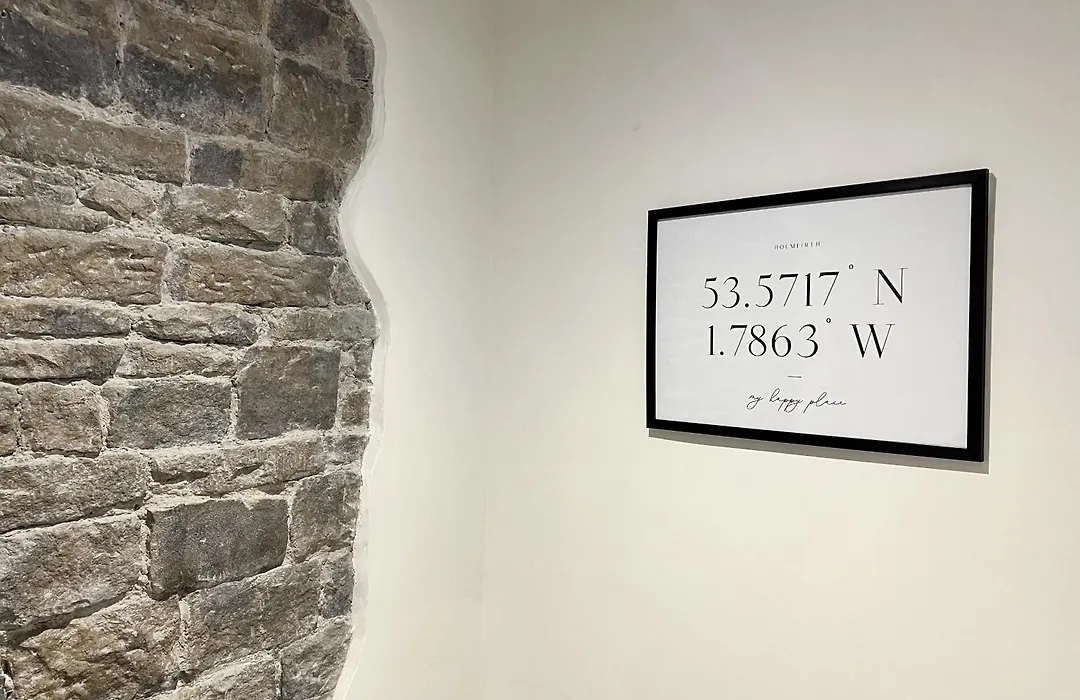 HOLMFIRTH
53.5717° N
1.7863° W
my happy place